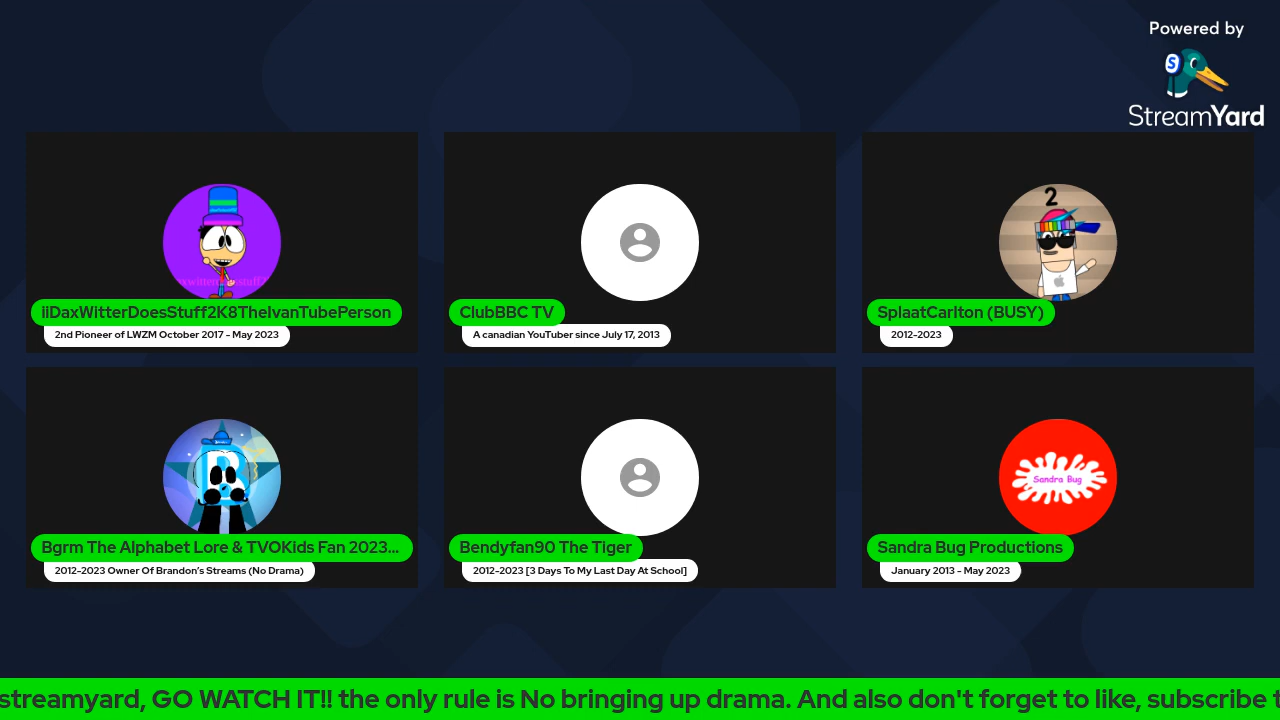 Powered by
StreamYard
xwitterdoesstuff2
iiDaxWitterDoesStuff2K8TheIvanTubePerson
2nd Pioneer of LWZM October 2017 - May 2023
ClubBBC TV
A canadian YouTuber since July 17, 2013
2
SplaatCarlton (BUSY)
2012-2023
B
Bgrm The Alphabet Lore & TVOKids Fan 2023...
2012-2023 Owner Of Brandon's Streams (No Drama)
Bendyfan90 The Tiger
2012-2023 [3 Days To My Last Day At School]
Sandra Bug
Sandra Bug Productions
January 2013 - May 2023
streamyard, GO WATCH IT!! the only rule is No bringing up drama. And also don't forget to like, subscribe t